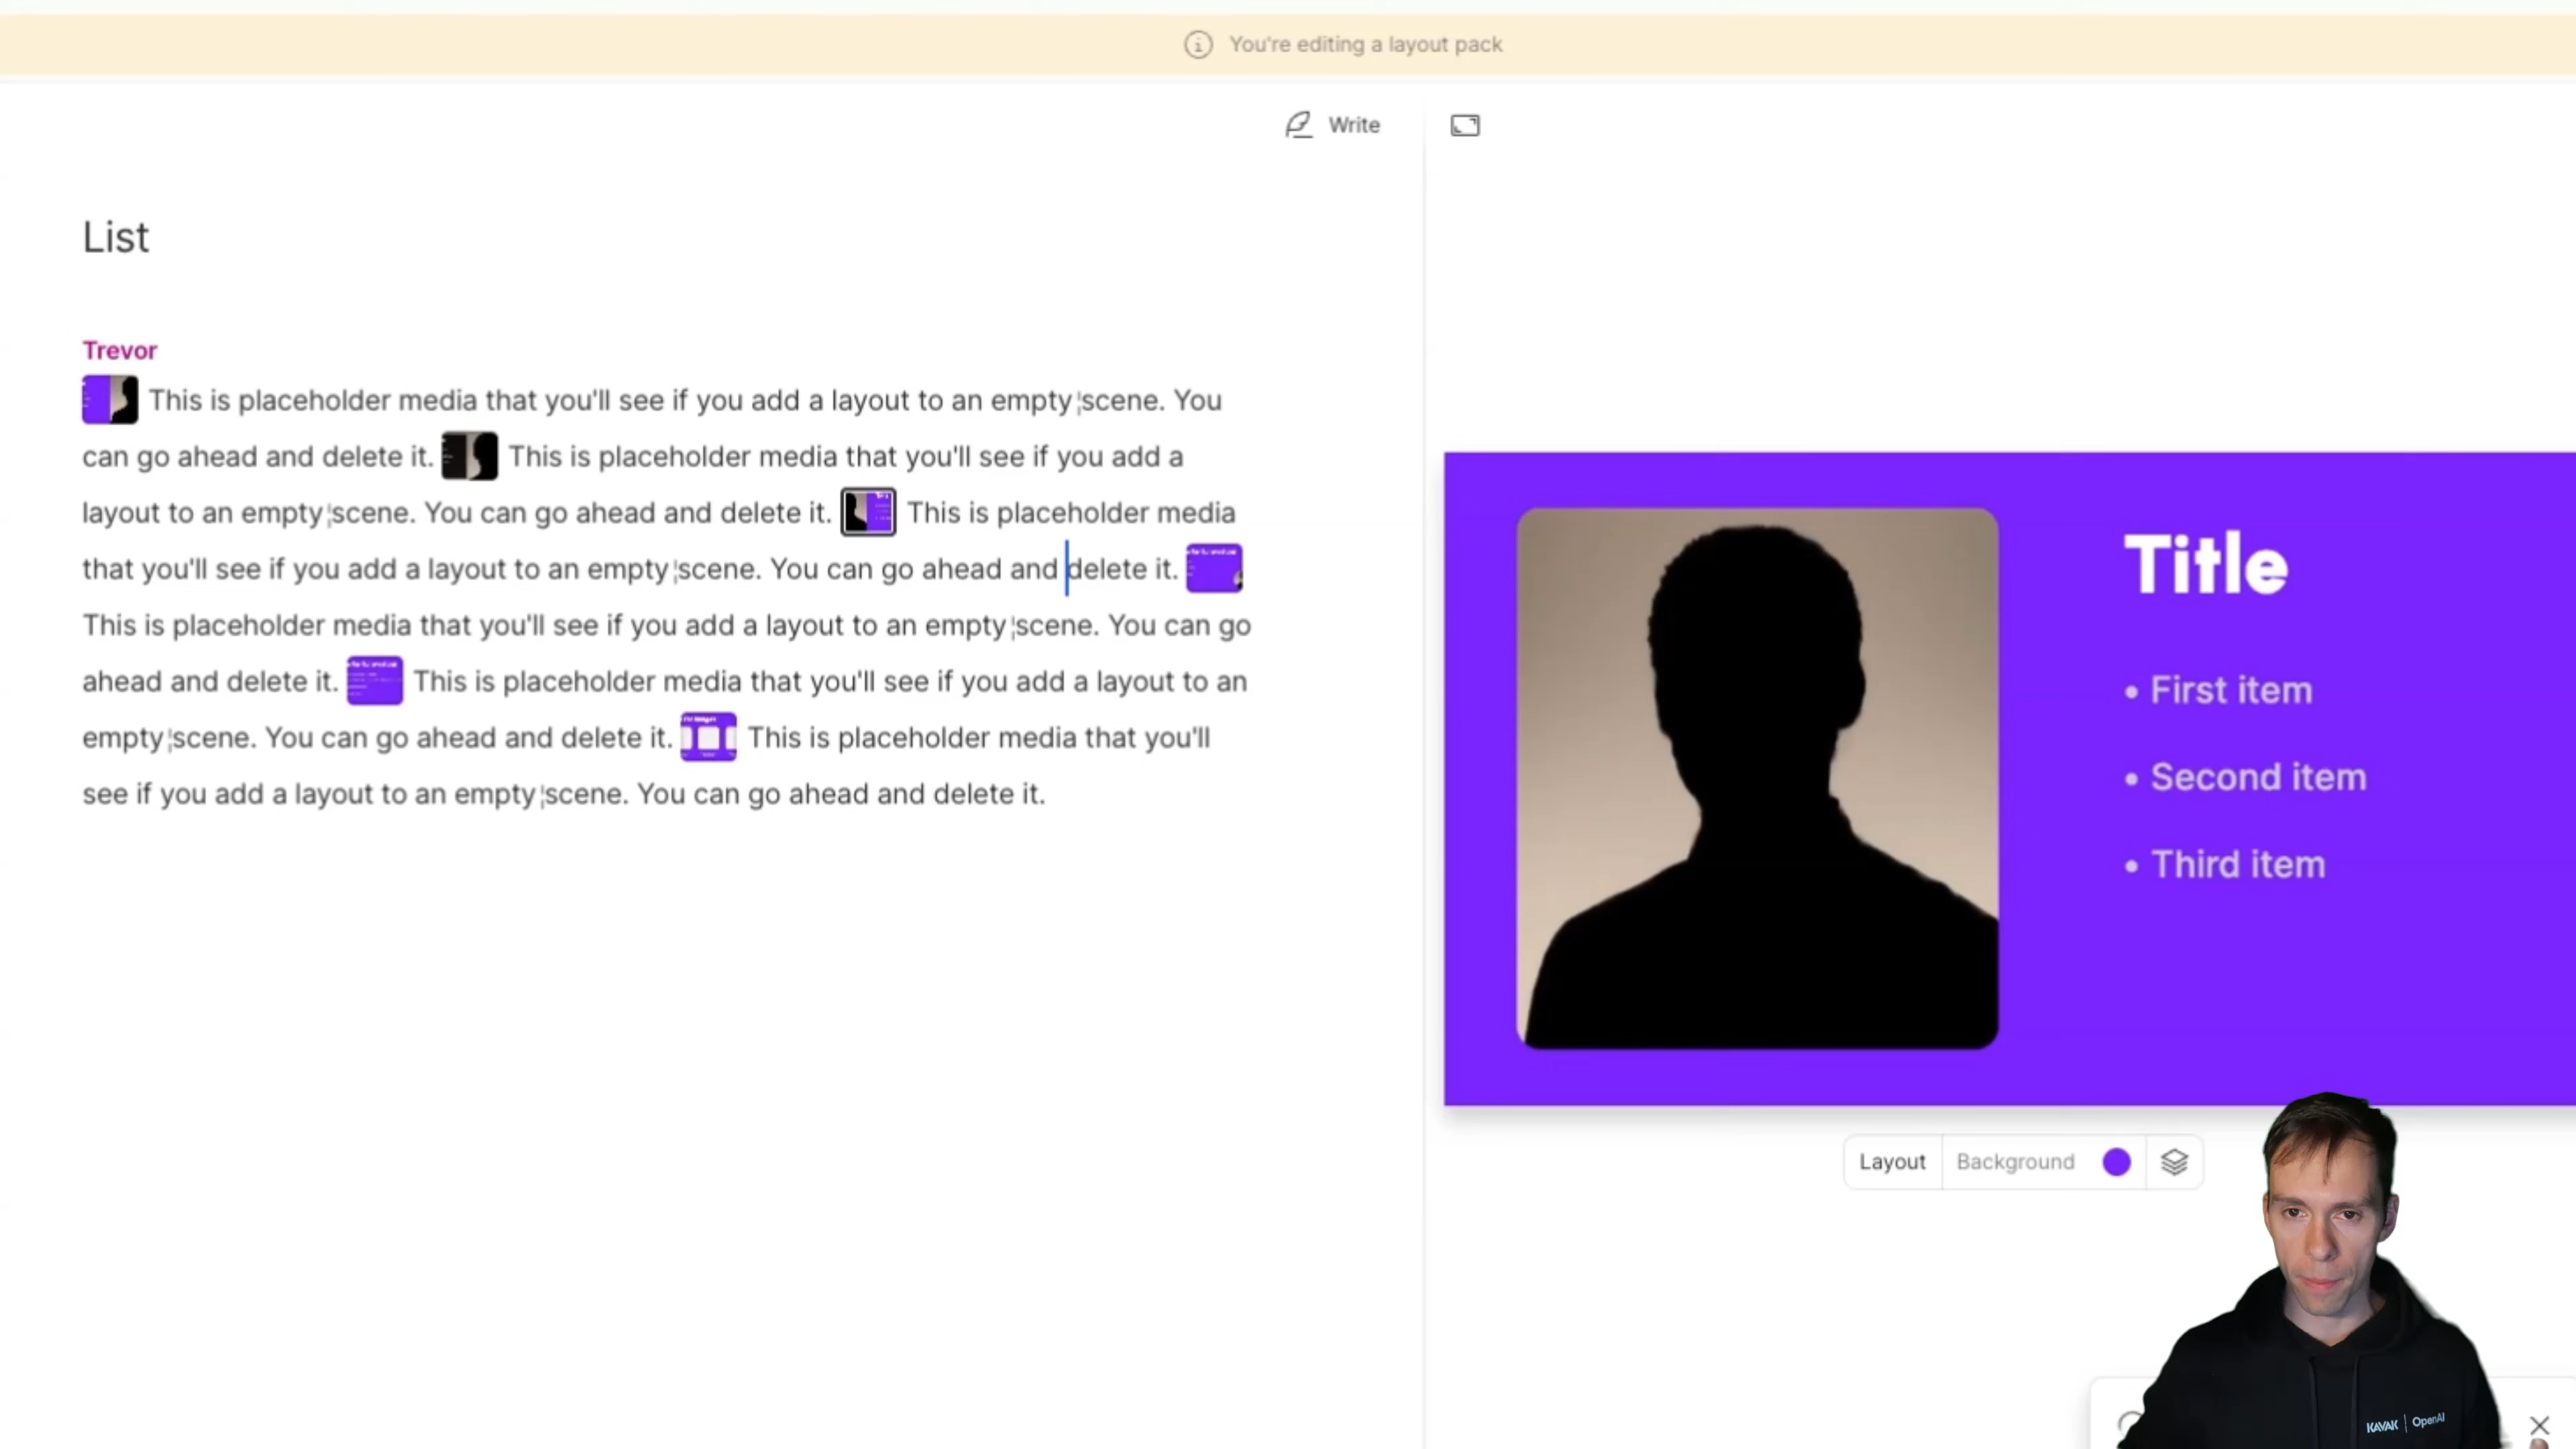 You're editing a layout pack
Write
List
Trevor
This is placeholder media that you'll see if you add a layout to an empty¦scene. You
can go ahead and delete it. This is placeholder media that you'll see if you add a
layout to an empty¦scene. You can go ahead and delete it. This is placeholder media
that you'll see if you add a layout to an empty¦scene. You can go ahead and delete it.
This is placeholder media that you'll see if you add a layout to an empty¦scene. You can go
ahead and delete it. This is placeholder media that you'll see if you add a layout to an
empty¦scene. You can go ahead and delete it. This is placeholder media that you'll
see if you add a layout to an empty¦scene. You can go ahead and delete it.
Title
• First item
• Second item
• Third item
Layout Background
KAVAK | OpenAI